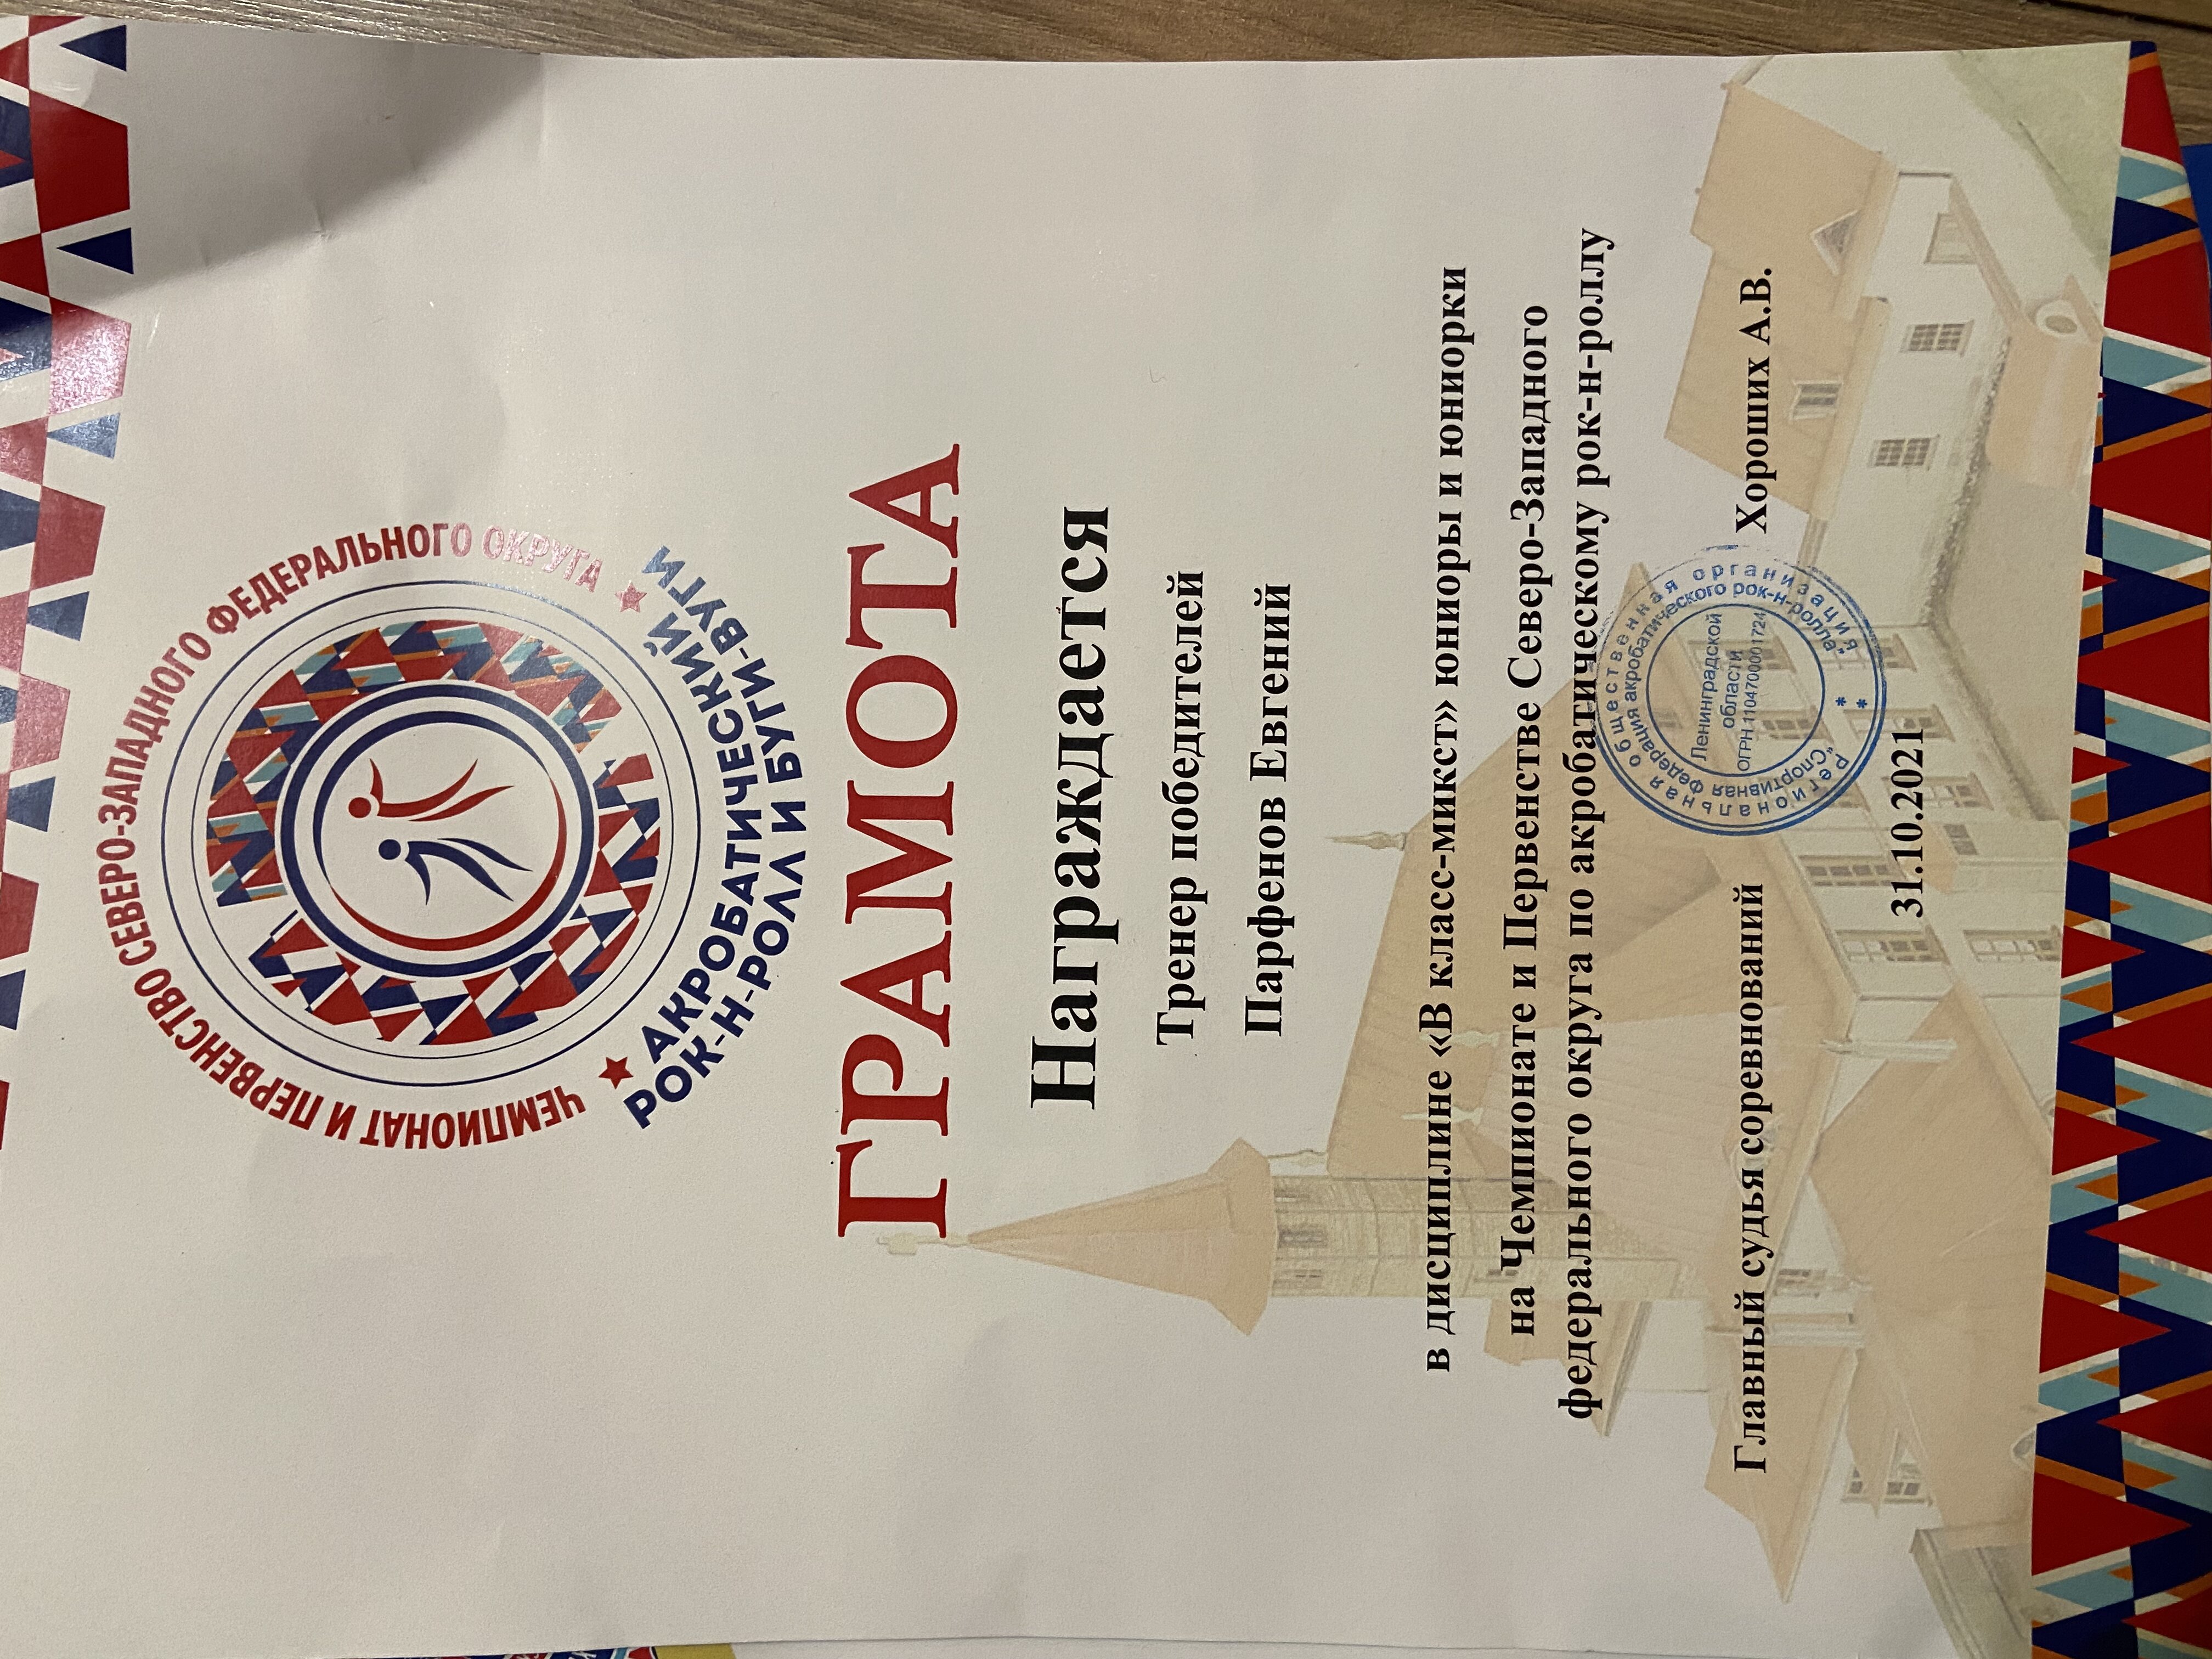 ЧЕМПИОНАТ И ПЕРВЕНСТВО СЕВЕРО-ЗАПАДНОГО ФЕДЕРАЛЬНОГО ОКРУГА
АКРОБАТИЧЕСКИЙ
РОК-Н-РОЛЛ И БУГИ-ВУГИ
ГРАМОТА
Награждается
Тренер победителей
Парфенов Евгений
в дисциплине «В класс-микст» юниоры и юниорки
на Чемпионате и Первенстве Северо-Западного
федерального округа по акробатическому рок-н-роллу
Главный судья соревнований Хороших А.В.
Региональная общественная организация
"Спортивная федерация акробатического рок-н-ролла"
Ленинградской
области
ОГРН 1104700001724
31.10.2021